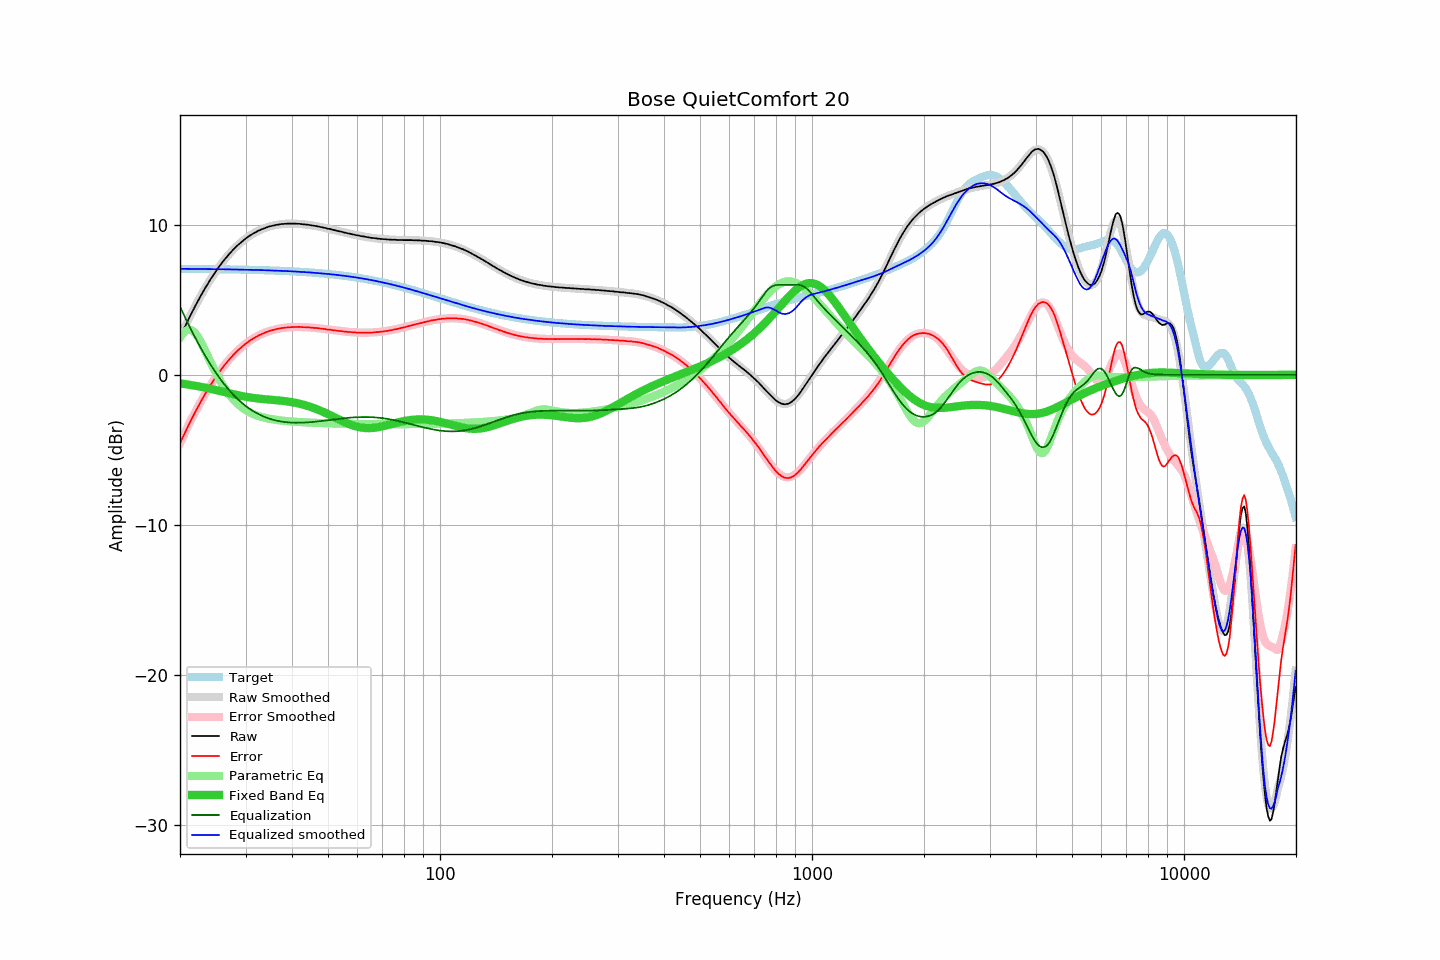 Bose QuietComfort 20
Amplitude (dBr)
10
0
−10
−20
−30
Target
Raw Smoothed
Error Smoothed
Raw
Error
Parametric Eq
Fixed Band Eq
Equalization
Equalized smoothed
100
1000
10000
Frequency (Hz)